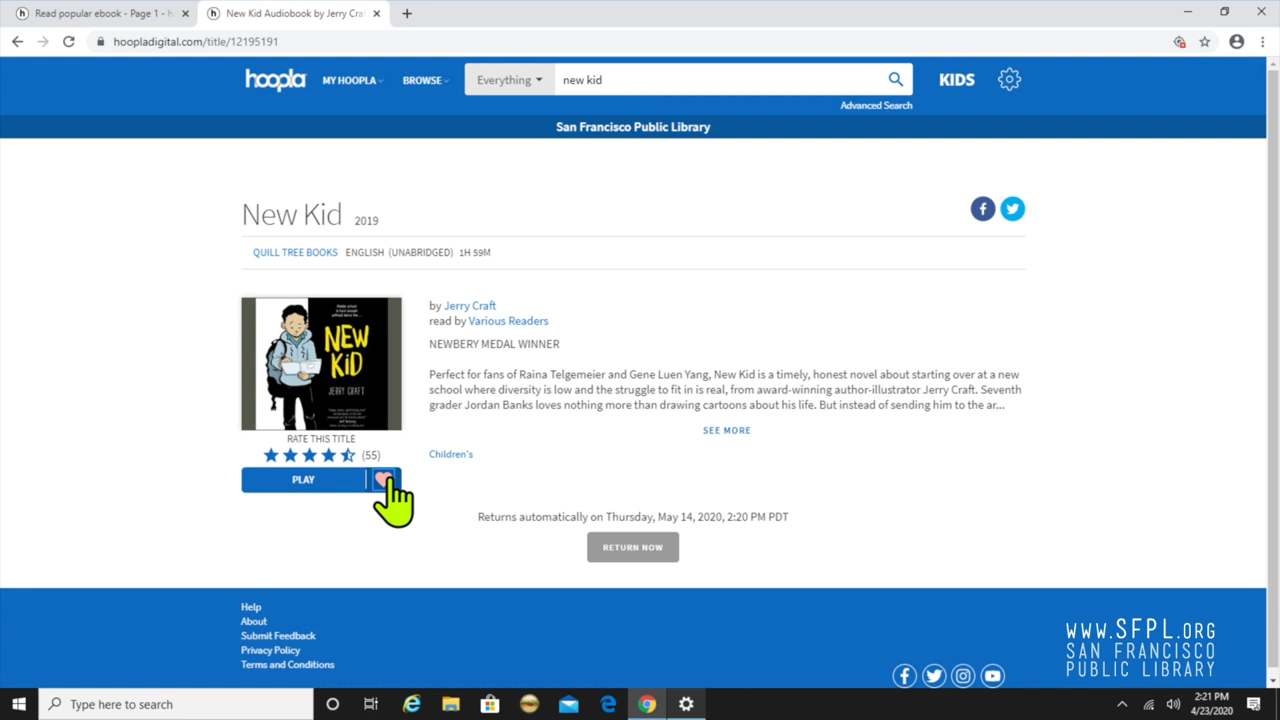 Read popular ebook - Page 1 - h
New Kid Audiobook by Jerry Cra
hoopladigital.com/title/12195191
hoopla
MY HOOPLA
BROWSE
Everything
new kid
KIDS
Advanced Search
San Francisco Public Library
New Kid 2019
QUILL TREE BOOKS ENGLISH (UNABRIDGED) 1H 59M
NEW KID
JERRY CRAFT
by Jerry Craft
read by Various Readers
NEWBERY MEDAL WINNER
Perfect for fans of Raina Telgemeier and Gene Luen Yang, New Kid is a timely, honest novel about starting over at a new
school where diversity is low and the struggle to fit in is real, from award-winning author-illustrator Jerry Craft. Seventh
grader Jordan Banks loves nothing more than drawing cartoons about his life. But instead of sending him to the ar...
SEE MORE
RATE THIS TITLE
(55)
Children's
PLAY
Returns automatically on Thursday, May 14, 2020, 2:20 PM PDT
RETURN NOW
Help
About
Submit Feedback
Privacy Policy
Terms and Conditions
WWW.SFPL.ORG
SAN FRANCISCO
PUBLIC LIBRARY
Type here to search
2:21 PM
4/23/2020